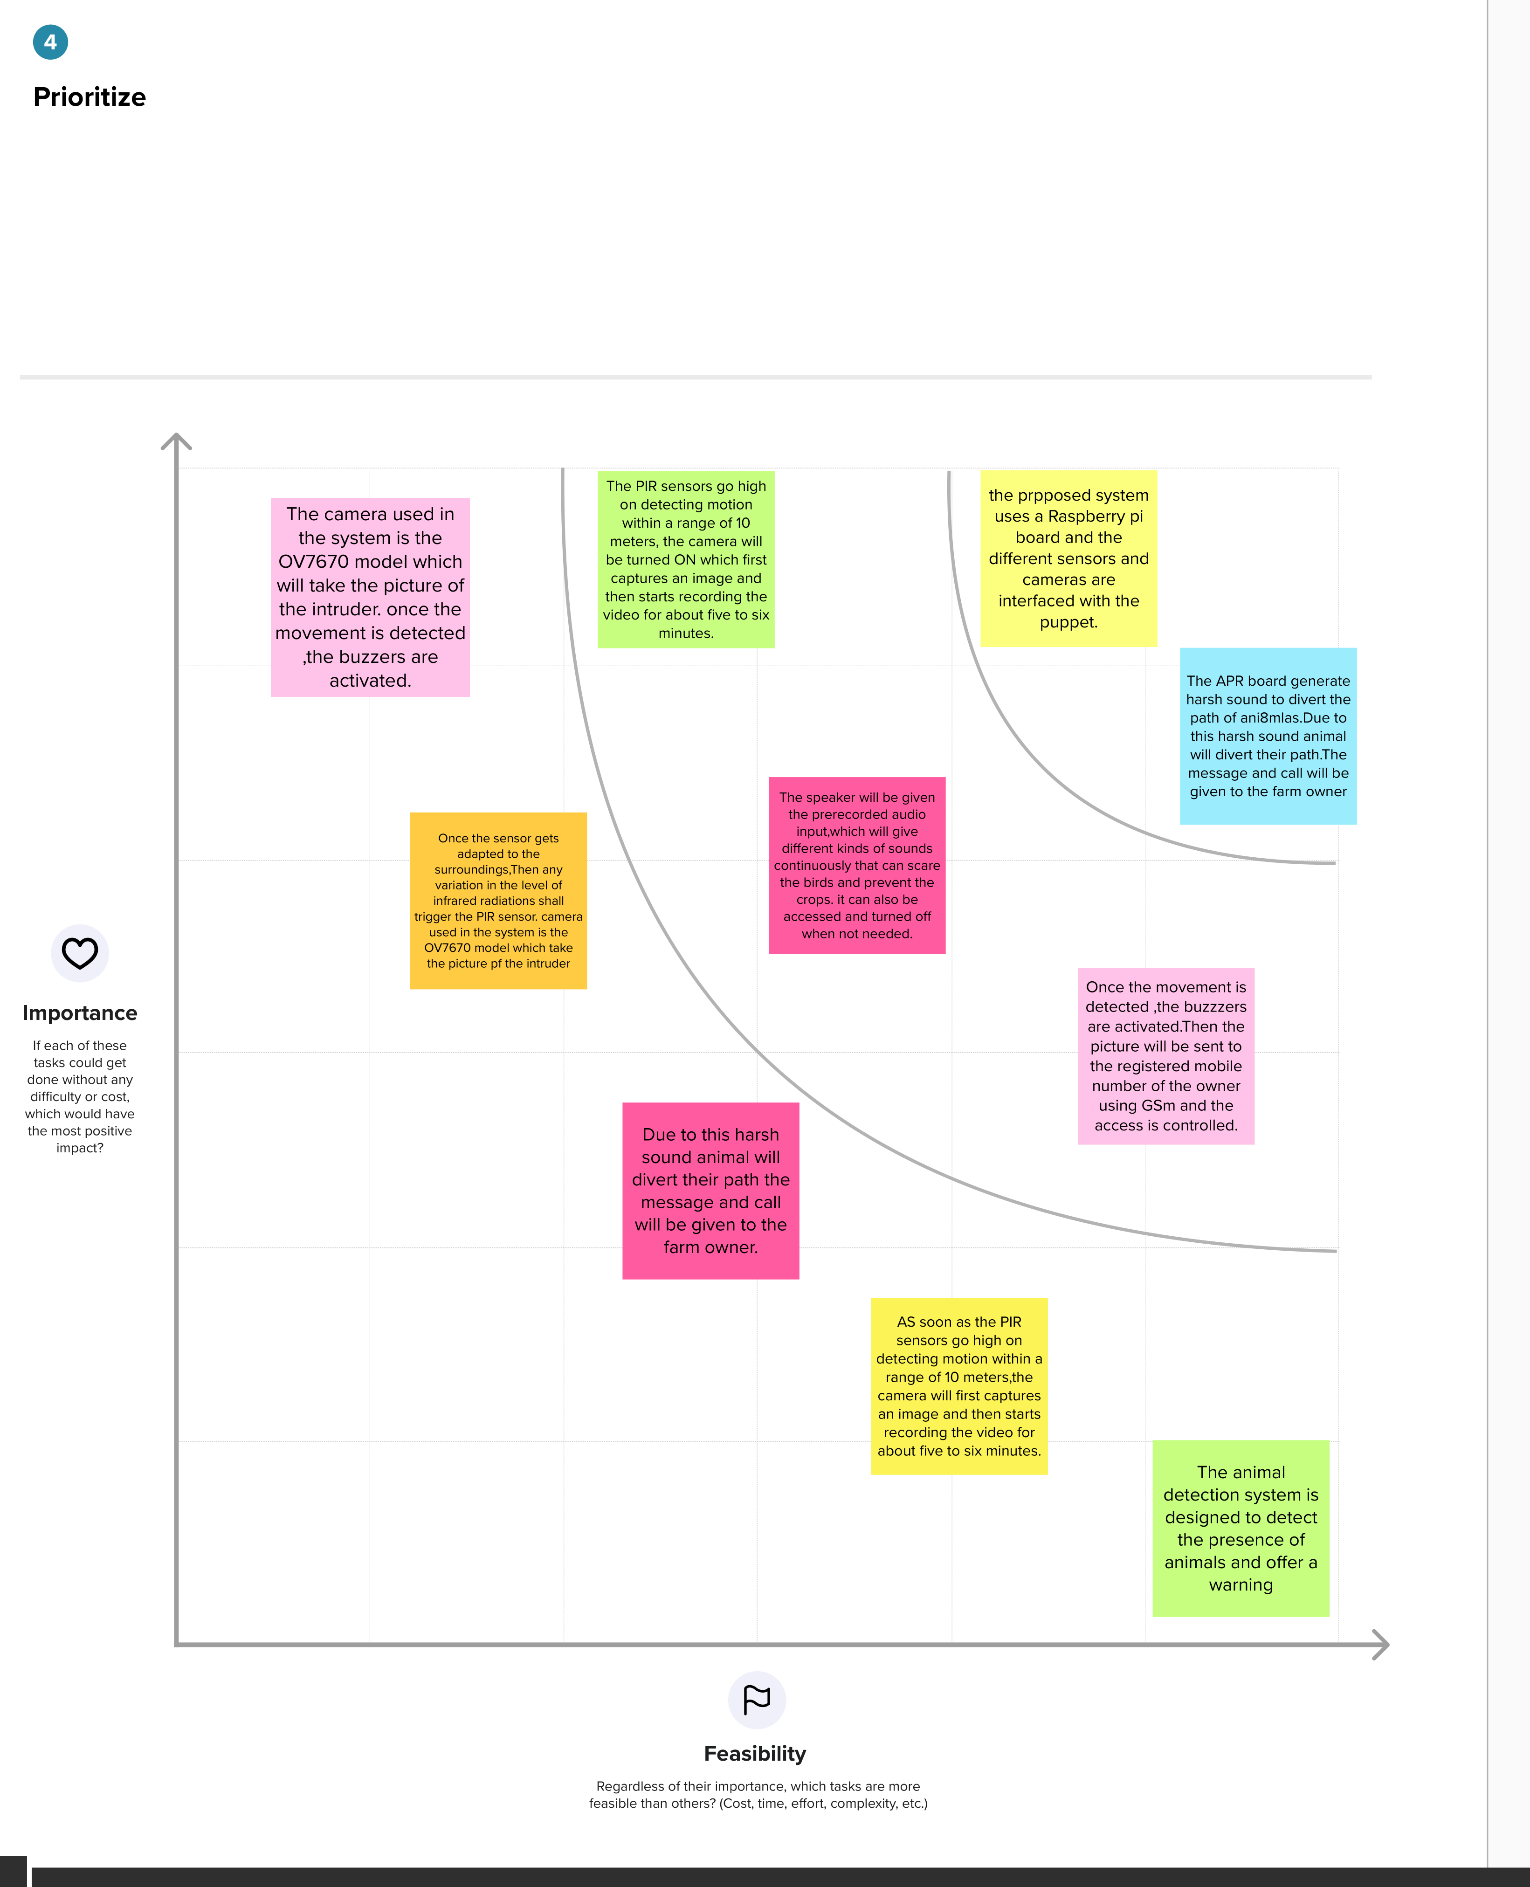 4
Prioritize
The camera used in
the system is the
OV7670 model which
will take the picture of
the intruder. once the
movement is detected
,the buzzers are
activated.
The PIR sensors go high
on detecting motion
within a range of 10
meters, the camera will
be turned ON which first
captures an image and
then starts recording the
video for about five to six
minutes.
the prpposed system
uses a Raspberry pi
board and the
different sensors and
cameras are
interfaced with the
puppet.
The APR board generate
harsh sound to divert the
path of ani8mlas.Due to
this harsh sound animal
will divert their path.The
message and call will be
given to the farm owner
Once the sensor gets
adapted to the
surroundings,Then any
variation in the level of
infrared radiations shall
trigger the PIR sensor. camera
used in the system is the
OV7670 model which take
the picture pf the intruder
The speaker will be given
the prerecorded audio
input,which will give
different kinds of sounds
continuously that can scare
the birds and prevent the
crops. it can also be
accessed and turned off
when not needed.
Once the movement is
detected ,the buzzzers
are activated.Then the
picture will be sent to
the registered mobile
number of the owner
using GSm and the
access is controlled.
Importance
If each of these
tasks could get
done without any
difficulty or cost,
which would have
the most positive
impact?
Due to this harsh
sound animal will
divert their path the
message and call
will be given to the
farm owner.
AS soon as the PIR
sensors go high on
detecting motion within a
range of 10 meters,the
camera will first captures
an image and then starts
recording the video for
about five to six minutes.
The animal
detection system is
designed to detect
the presence of
animals and offer a
warning
Feasibility
Regardless of their importance, which tasks are more
feasible than others? (Cost, time, effort, complexity, etc.)